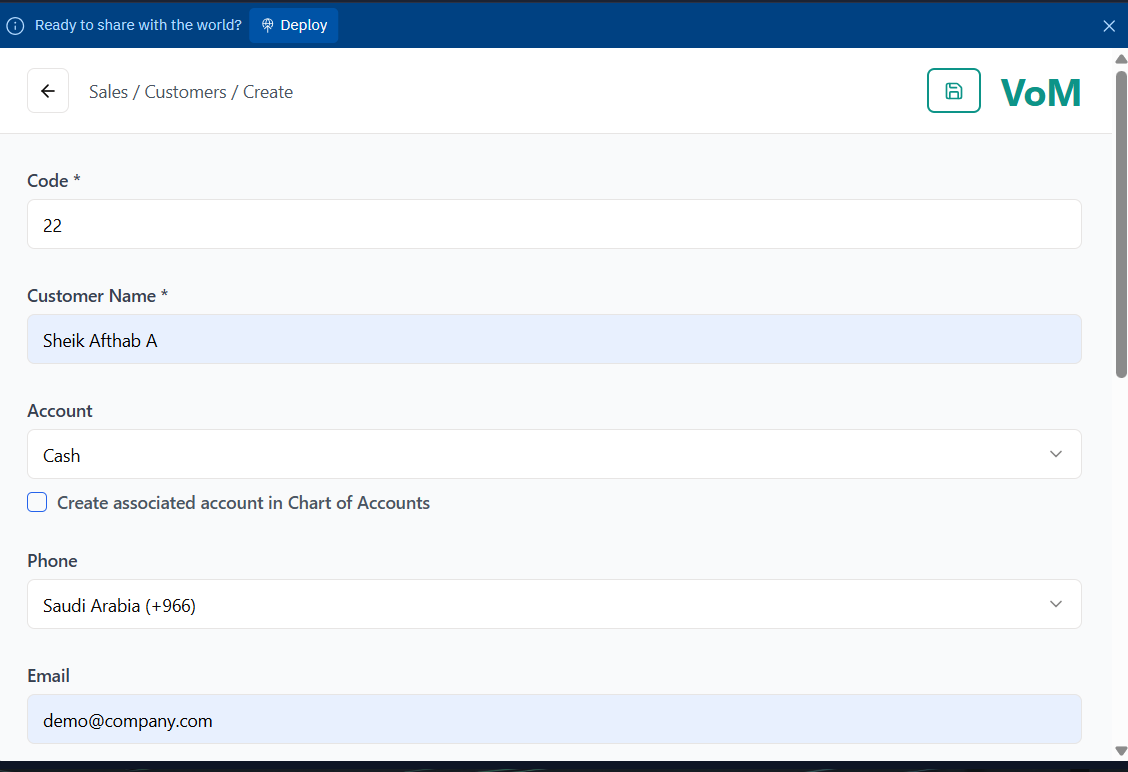 Ready to share with the world? Deploy
Sales / Customers / Create
VoM
Code *
22
Customer Name *
Sheik Afthab A
Account
Cash
Create associated account in Chart of Accounts
Phone
Saudi Arabia (+966)
Email
demo@company.com